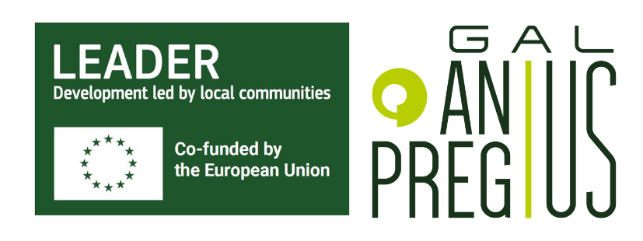 LEADER
Development led by local communities
Co-funded by
the European Union
GAL
ANIUS
PREGIUS